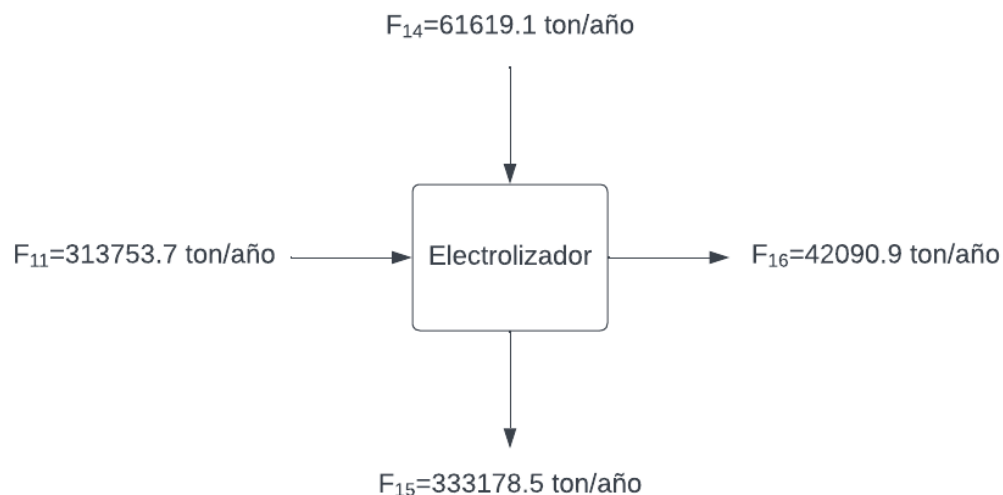 F₁₄=61619.1 ton/año
F₁₁=313753.7 ton/año
Electrolizador
F₁₆=42090.9 ton/año
F₁₅=333178.5 ton/año